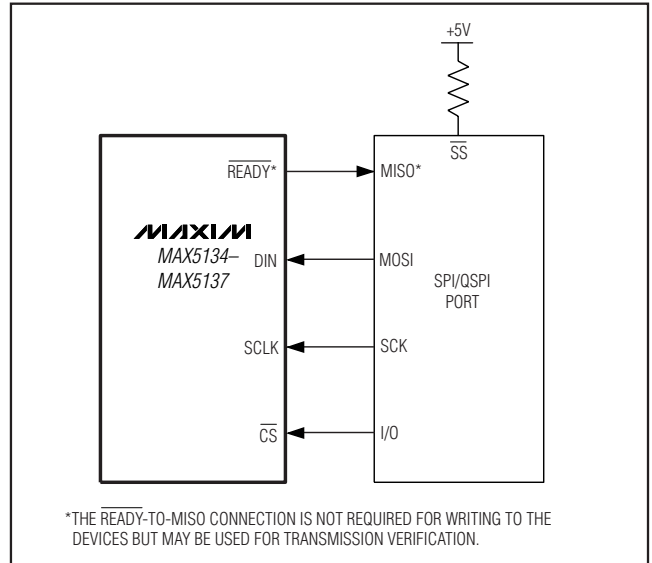 +5V
SS
READY*
MISO*
MAXIM
MAX5134–
MAX5137
DIN
MOSI
SPI/QSPI
PORT
SCLK
SCK
CS
I/O
*THE READY-TO-MISO CONNECTION IS NOT REQUIRED FOR WRITING TO THE
DEVICES BUT MAY BE USED FOR TRANSMISSION VERIFICATION.